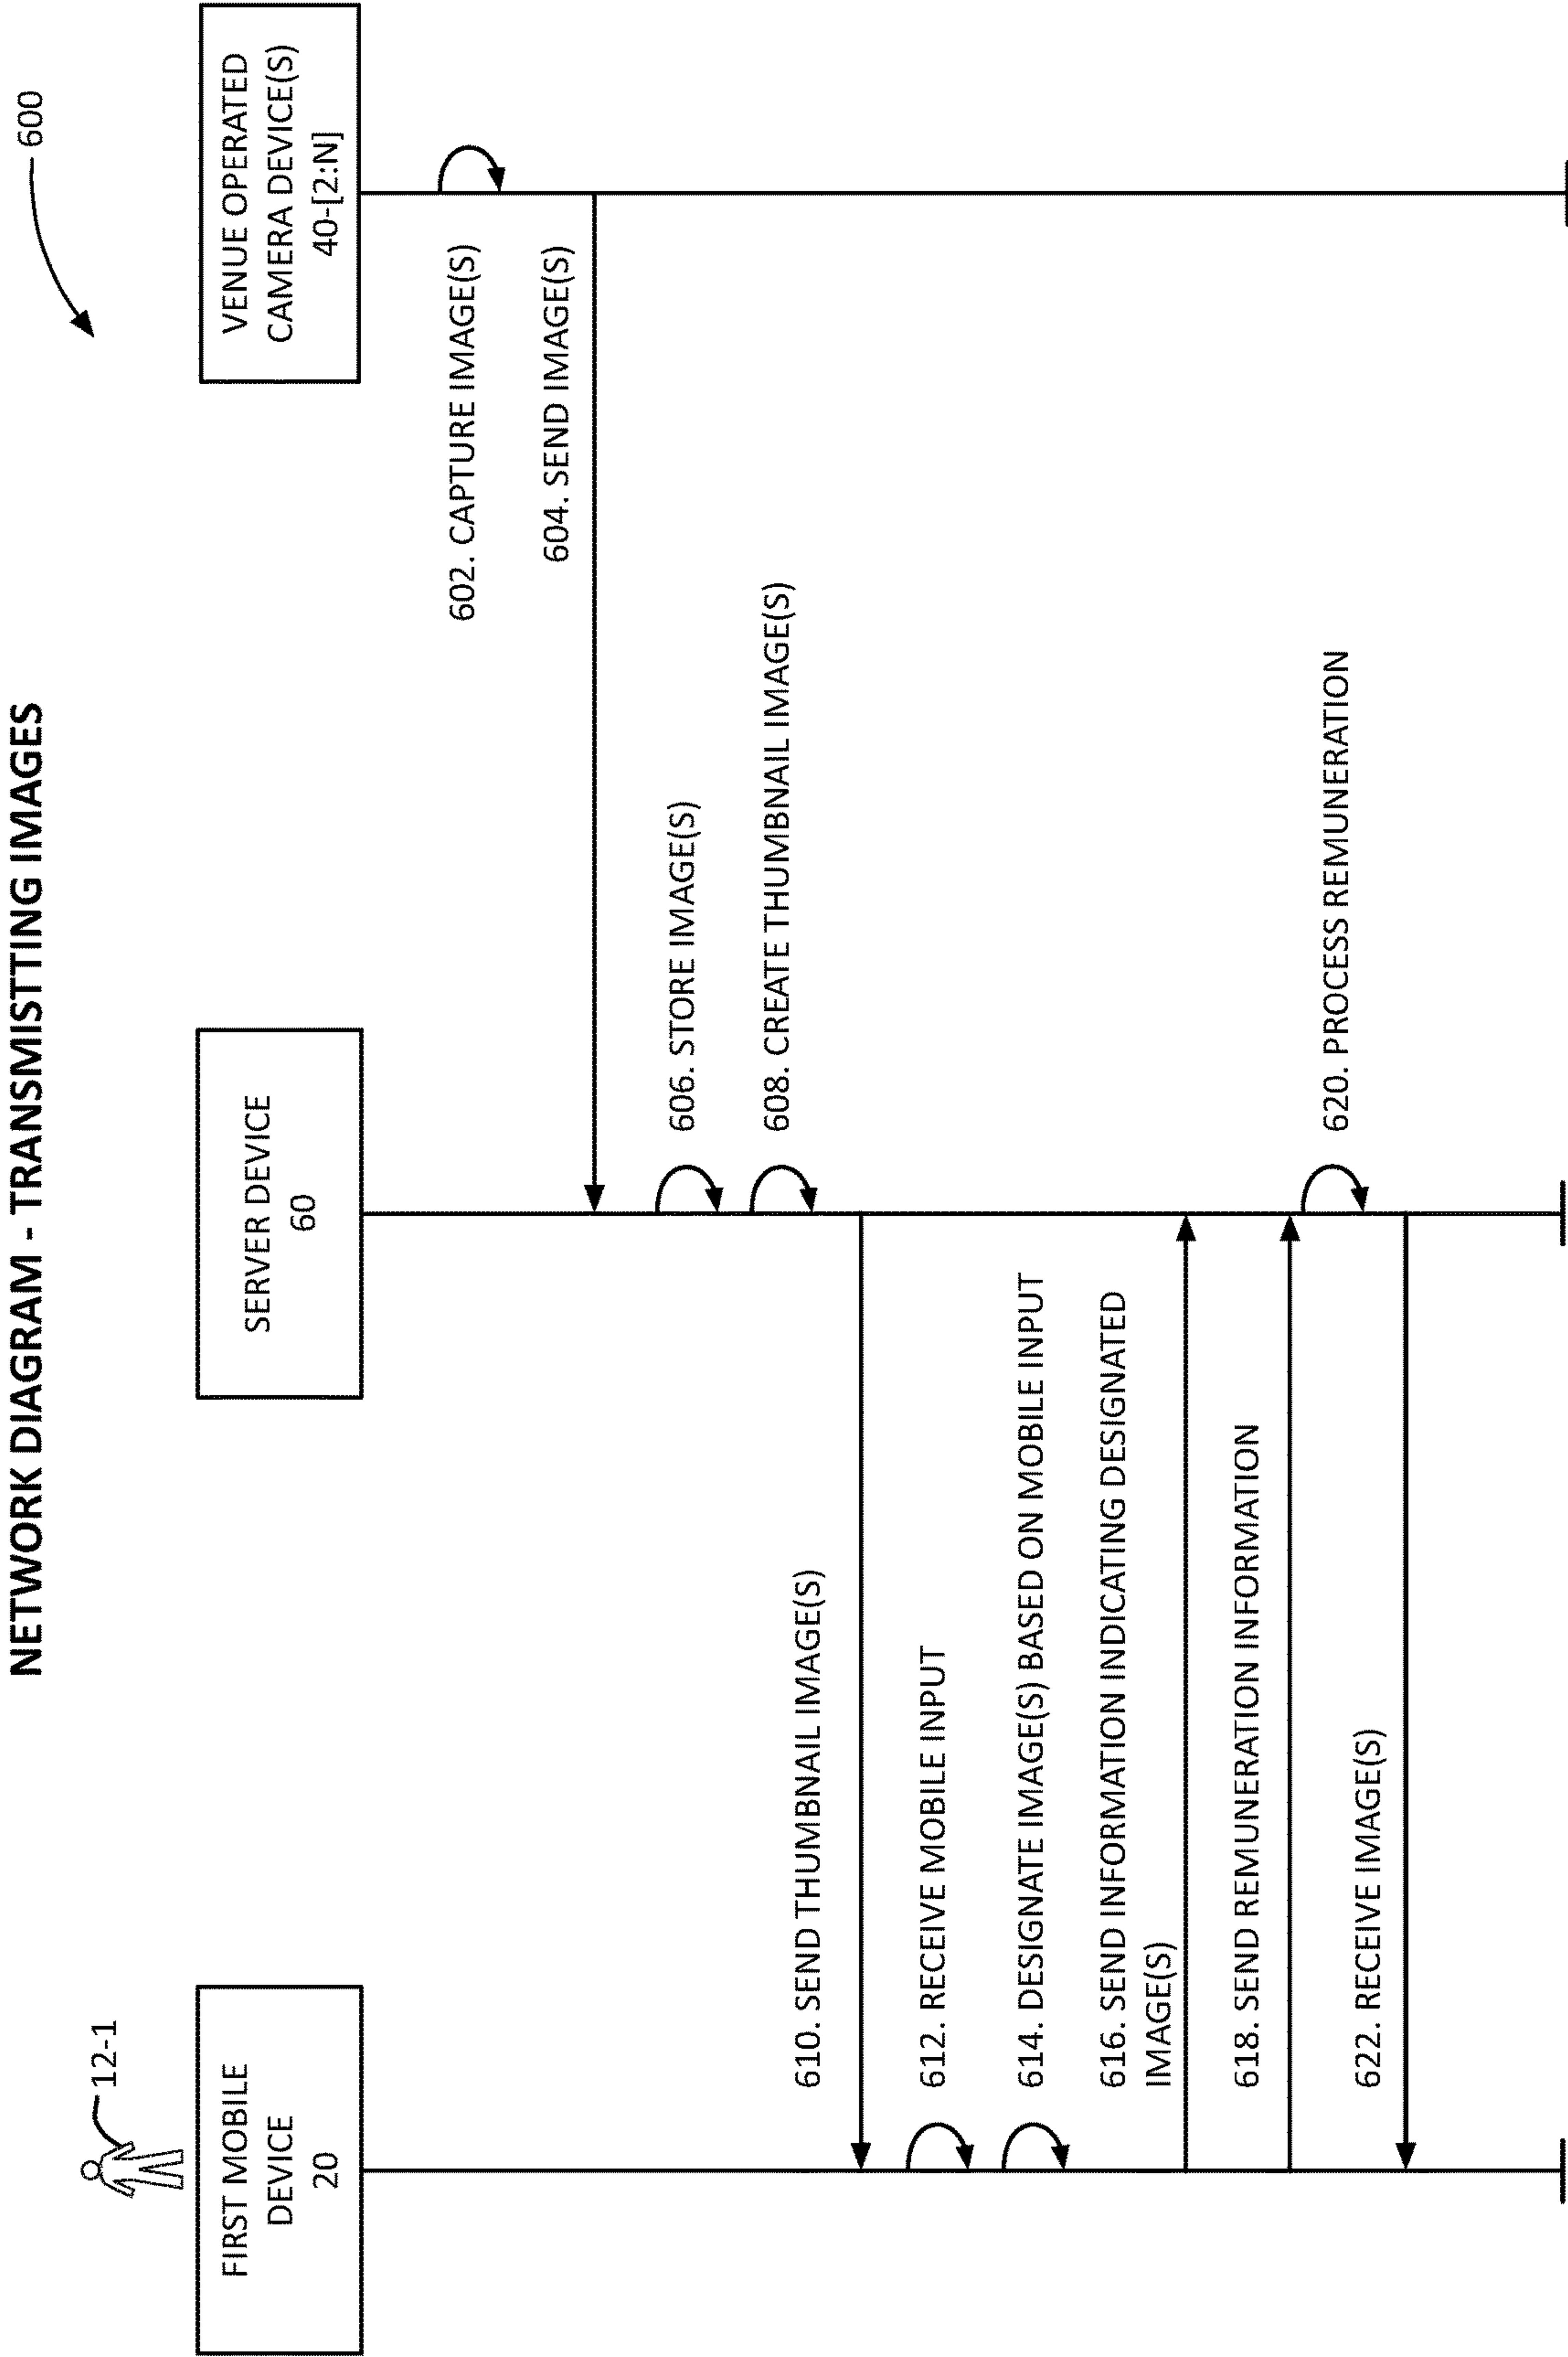 NETWORK DIAGRAM - TRANSMISTTING IMAGES
600
12-1
FIRST MOBILE
DEVICE
20
SERVER DEVICE
60
VENUE OPERATED
CAMERA DEVICE(S)
40-[2:N]
602. CAPTURE IMAGE(S)
604. SEND IMAGE(S)
606. STORE IMAGE(S)
608. CREATE THUMBNAIL IMAGE(S)
610. SEND THUMBNAIL IMAGE(S)
612. RECEIVE MOBILE INPUT
614. DESIGNATE IMAGE(S) BASED ON MOBILE INPUT
616. SEND INFORMATION INDICATING DESIGNATED
IMAGE(S)
618. SEND REMUNERATION INFORMATION
620. PROCESS REMUNERATION
622. RECEIVE IMAGE(S)